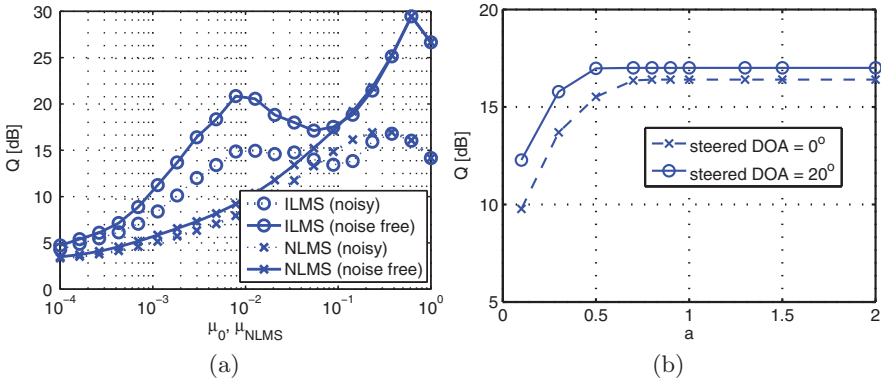 30
25
20
15
10
5
0
Q [dB]
10⁻⁴
10⁻³
10⁻²
10⁻¹
10⁰
μ₀, μNLMS
ILMS (noisy)
ILMS (noise free)
NLMS (noisy)
NLMS (noise free)
(a)
20
15
10
5
Q [dB]
0
0.5
1
1.5
2
a
steered DOA = 0°
steered DOA = 20°
(b)